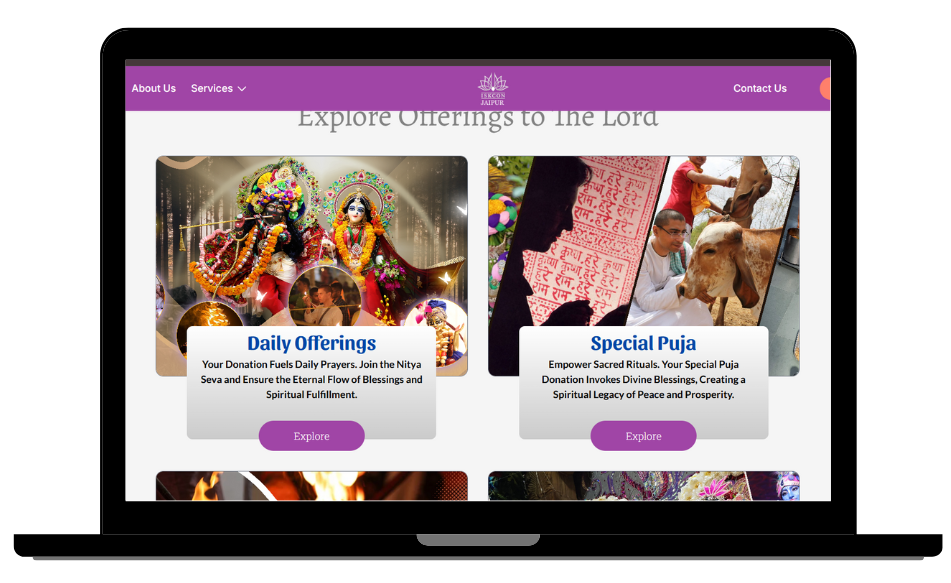 About Us
Services
ISKCON
JAIPUR
Contact Us
Explore Offerings to The Lord
हरे कृष्ण
राम, हरे
Daily Offerings
Your Donation Fuels Daily Prayers. Join the Nitya
Seva and Ensure the Eternal Flow of Blessings and
Spiritual Fulfillment.
Explore
Special Puja
Empower Sacred Rituals. Your Special Puja
Donation Invokes Divine Blessings, Creating a
Spiritual Legacy of Peace and Prosperity.
Explore